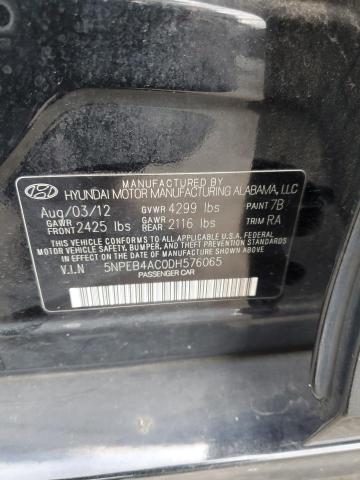 MANUFACTURED BY
HYUNDAI MOTOR MANUFACTURING ALABAMA, LLC
Aug/03/12 GVWR 4299 lbs PAINT 7B
GAWR FRONT 2425 lbs GAWR REAR 2116 lbs TRIM RA
THIS VEHICLE CONFORMS TO ALL APPLICABLE U.S. FEDERAL
MOTOR VEHICLE SAFETY, BUMPER, AND THEFT PREVENTION
STANDARDS IN EFFECT ON THE DATE OF MANUFACTURE SHOWN ABOVE.
V.I.N 5NPEB4AC0DH576065
PASSENGER CAR